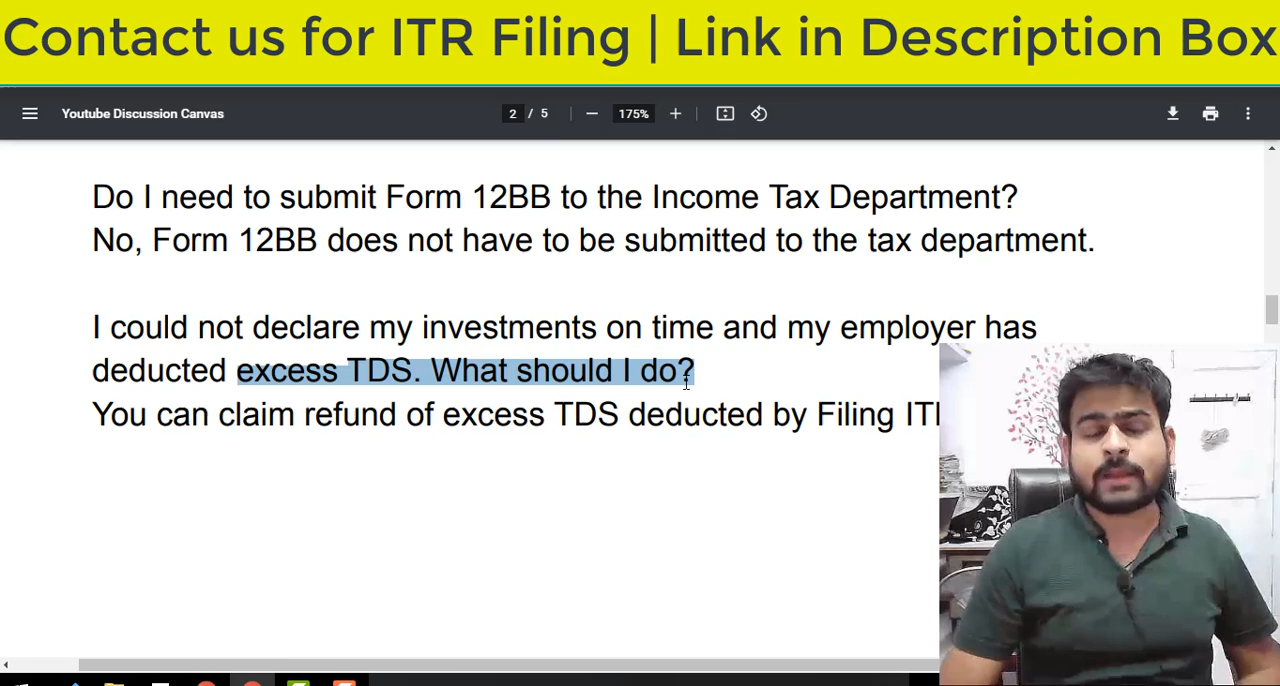 Contact us for ITR Filing | Link in Description Box
Youtube Discussion Canvas
2 / 5
175%
Do I need to submit Form 12BB to the Income Tax Department?
No, Form 12BB does not have to be submitted to the tax department.
I could not declare my investments on time and my employer has
deducted excess TDS. What should I do?
You can claim refund of excess TDS deducted by Filing